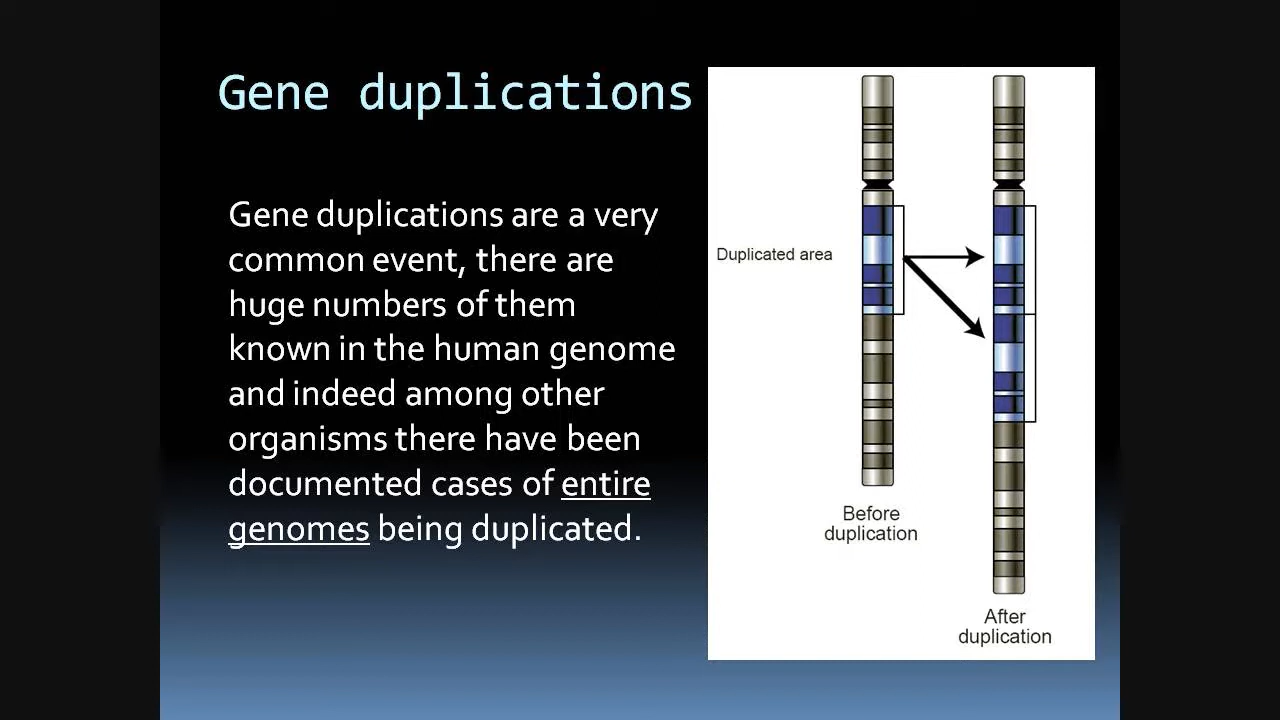 Gene duplications
Gene duplications are a very
common event, there are
huge numbers of them
known in the human genome
and indeed among other
organisms there have been
documented cases of entire
genomes being duplicated.
Duplicated area
Before
duplication
After
duplication